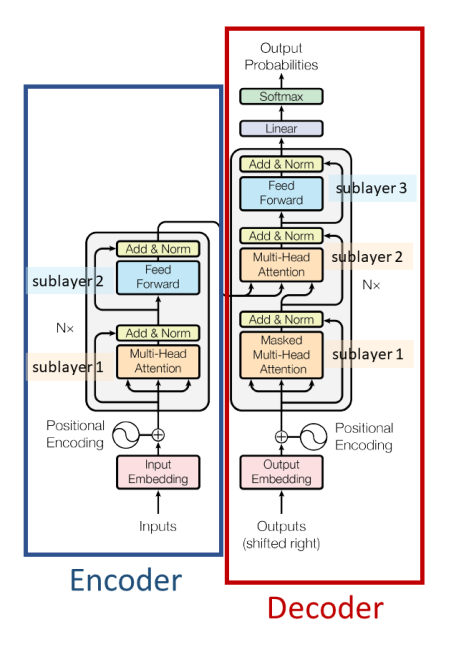 Output
Probabilities
Softmax
Linear
Add & Norm
Feed
Forward
sublayer 3
Add & Norm
Multi-Head
Attention
sublayer 2
N×
Add & Norm
Masked
Multi-Head
Attention
sublayer 1
Positional
Encoding
Output
Embedding
Outputs
(shifted right)
Add & Norm
Feed
Forward
sublayer 2
N×
Add & Norm
Multi-Head
Attention
sublayer 1
Positional
Encoding
Input
Embedding
Inputs
Encoder
Decoder